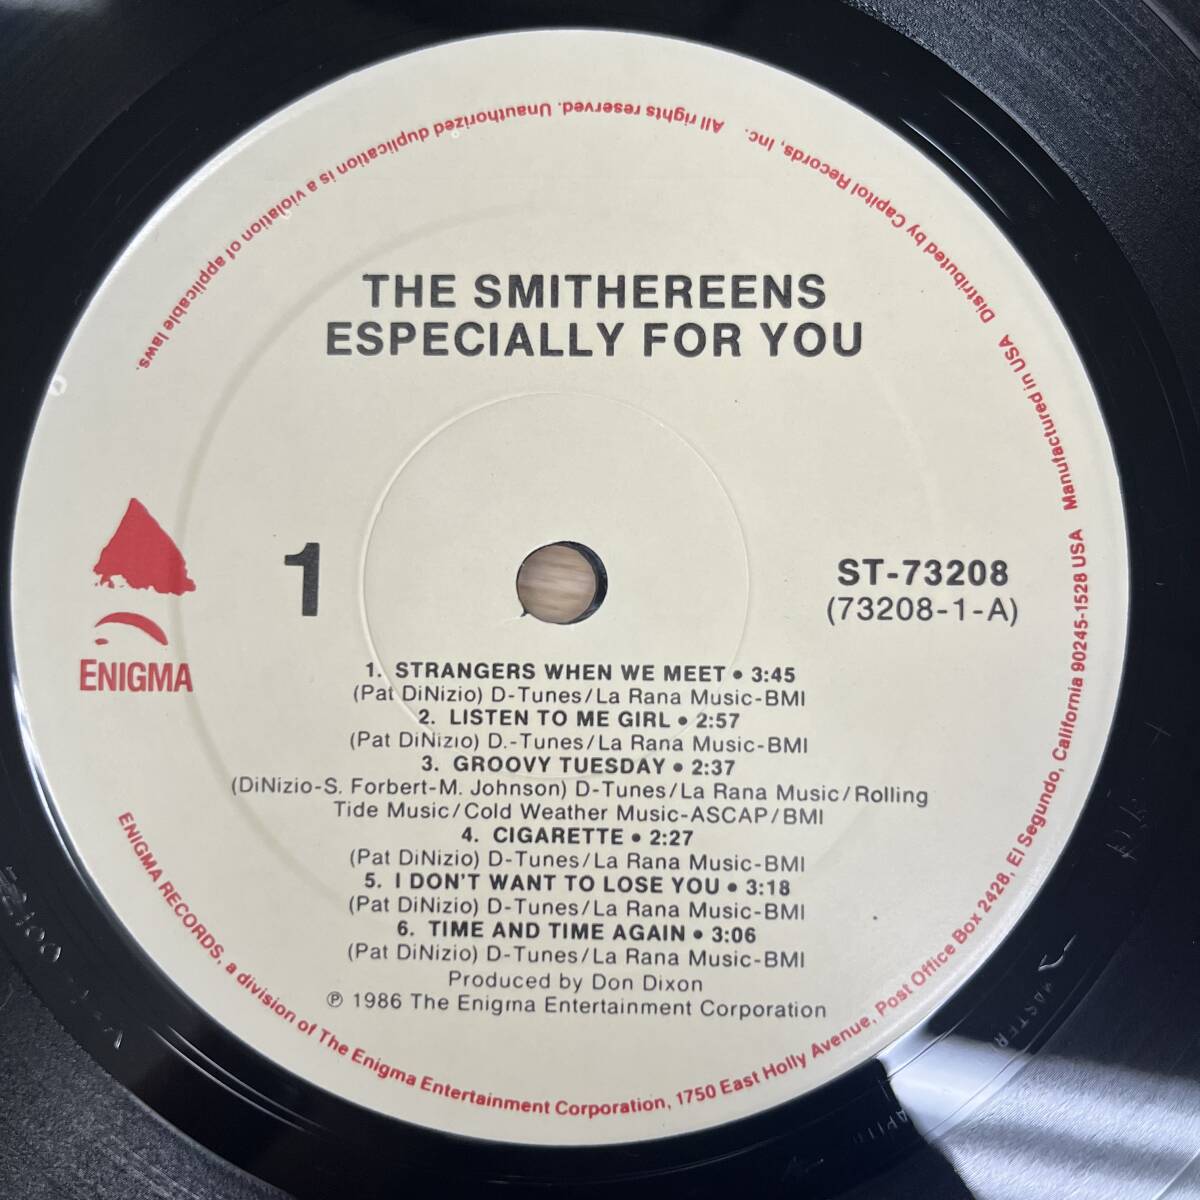 THE SMITHEREENS
ESPECIALLY FOR YOU
1
ST-73208
(73208-1-A)
ENIGMA
1. STRANGERS WHEN WE MEET • 3:45
(Pat DiNizio) D-Tunes/La Rana Music-BMI
2. LISTEN TO ME GIRL • 2:57
(Pat DiNizio) D.-Tunes/La Rana Music-BMI
3. GROOVY TUESDAY • 2:37
(DiNizio-S. Forbert-M. Johnson) D-Tunes/La Rana Music/Rolling
Tide Music/Cold Weather Music-ASCAP/BMI
4. CIGARETTE • 2:27
(Pat DiNizio) D-Tunes/La Rana Music-BMI
5. I DON'T WANT TO LOSE YOU • 3:18
(Pat DiNizio) D-Tunes/La Rana Music-BMI
6. TIME AND TIME AGAIN • 3:06
(Pat DiNizio) D-Tunes/La Rana Music-BMI
Produced by Don Dixon
℗ 1986 The Enigma Entertainment Corporation
ENIGMA RECORDS, a division of The Enigma Entertainment Corporation, 1750 East Holly Avenue, Post Office Box 2428, El Segundo, California 90245-1528 USA Manufactured in USA Distributed by Capitol Records, Inc. All rights reserved. Unauthorized duplication is a violation of applicable laws.